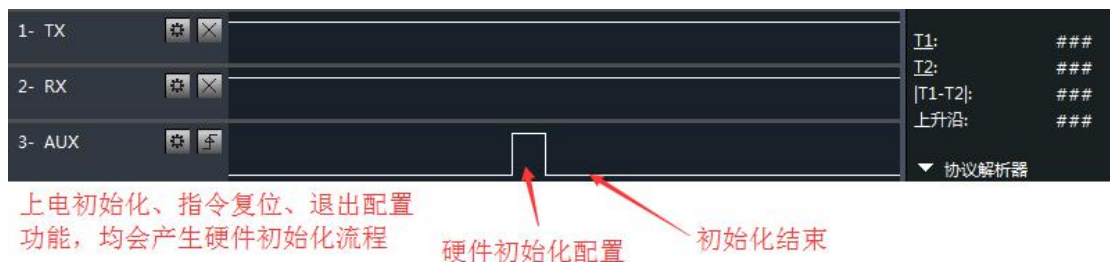 1- TX
2- RX
3- AUX
T1: ###
T2: ###
|T1-T2|: ###
上升沿: ###
▼ 协议解析器
上电初始化、指令复位、退出配置
功能，均会产生硬件初始化流程
硬件初始化配置
初始化结束